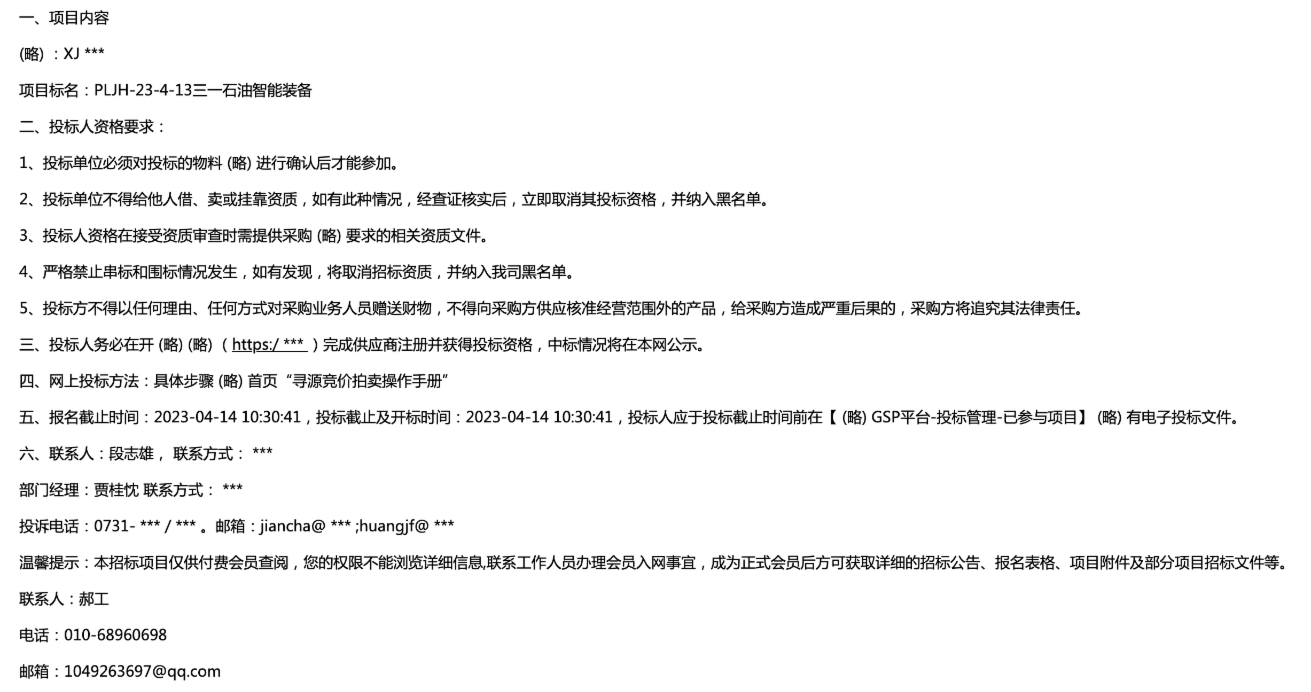 一、项目内容
(略) ：XJ ***
项目标名：PLJH-23-4-13三一石油智能装备
二、投标人资格要求：
1、投标单位必须对投标的物料 (略) 进行确认后才能参加。
2、投标单位不得给他人借、卖或挂靠资质，如有此种情况，经查证核实后，立即取消其投标资格，并纳入黑名单。
3、投标人资格在接受资质审查时需提供采购 (略) 要求的相关资质文件。
4、严格禁止串标和围标情况发生，如有发现，将取消招标资质，并纳入我司黑名单。
5、投标方不得以任何理由、任何方式对采购业务人员赠送财物，不得向采购方供应核准经营范围外的产品，给采购方造成严重后果的，采购方将追究其法律责任。
三、投标人务必在开 (略) (略) （ https:/ *** ）完成供应商注册并获得投标资格，中标情况将在本网公示。
四、网上投标方法：具体步骤 (略) 首页“寻源竞价拍卖操作手册”
五、报名截止时间：2023-04-14 10:30:41，投标截止及开标时间：2023-04-14 10:30:41，投标人应于投标截止时间前在【 (略) GSP平台-投标管理-已参与项目】 (略) 有电子投标文件。
六、联系人：段志雄， 联系方式： ***
部门经理：贾桂忱 联系方式： ***
投诉电话：0731- *** / *** 。邮箱：jiancha@ *** ;huangjf@ ***
温馨提示：本招标项目仅供付费会员查阅，您的权限不能浏览详细信息,联系工作人员办理会员入网事宜，成为正式会员后方可获取详细的招标公告、报名表格、项目附件及部分项目招标文件等。
联系人：郝工
电话：010-68960698
邮箱：1049263697@qq.com